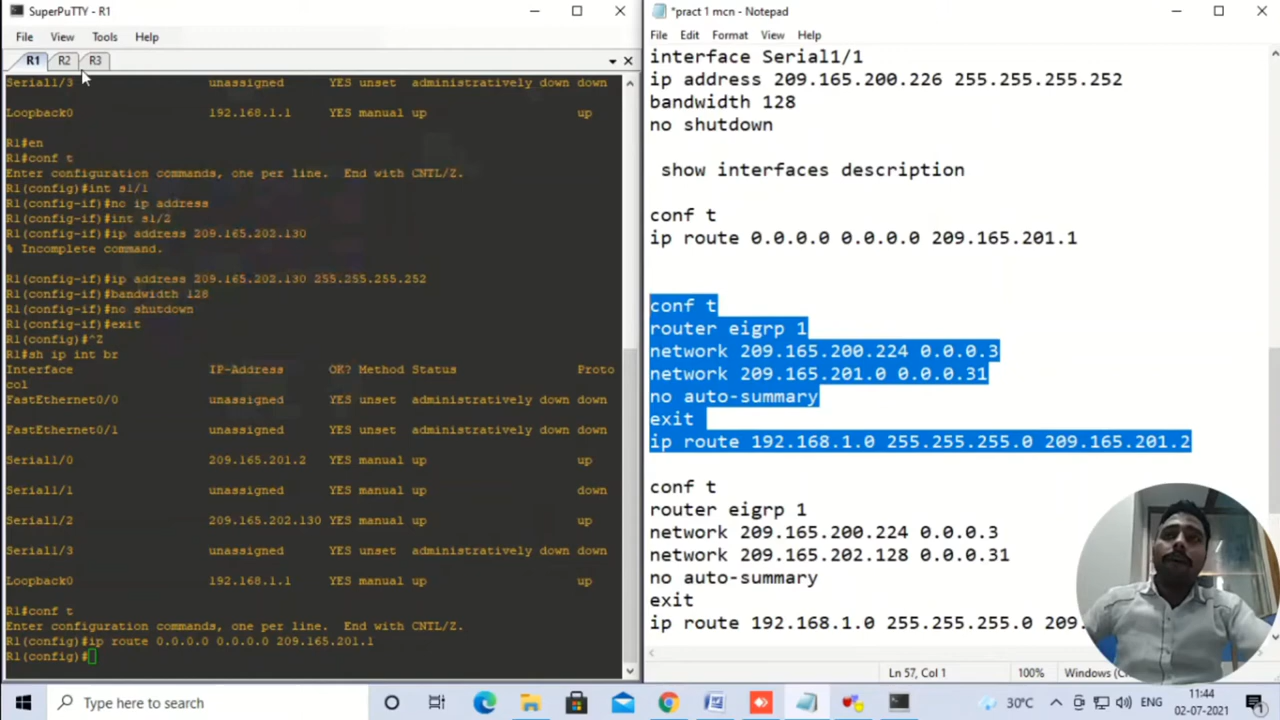 SuperPuTTY - R1
File Edit View Tools Help
R1 R2 R3
Serial1/3 unassigned YES unset administratively down down
Loopback0 192.168.1.1 YES manual up up
R1#en
R1#conf t
Enter configuration commands, one per line. End with CNTL/Z.
R1(config)#int s1/1
R1(config-if)#no ip address
R1(config-if)#int s1/2
R1(config-if)#ip address 209.165.202.130
% Incomplete command.
R1(config-if)#ip address 209.165.202.130 255.255.255.252
R1(config-if)#bandwidth 128
R1(config-if)#no shutdown
R1(config-if)#exit
R1(config)#^Z
R1#sh ip int br
Interface IP-Address OK? Method Status Proto
col
FastEthernet0/0 unassigned YES unset administratively down down
FastEthernet0/1 unassigned YES unset administratively down down
Serial1/0 209.165.201.2 YES manual up up
Serial1/1 unassigned YES manual up down
Serial1/2 209.165.202.130 YES manual up up
Serial1/3 unassigned YES unset administratively down down
Loopback0 192.168.1.1 YES manual up up
R1#conf t
Enter configuration commands, one per line. End with CNTL/Z.
R1(config)#ip route 0.0.0.0 0.0.0.0 209.165.201.1
R1(config)#
*pract 1 mcn - Notepad
File Edit Format View Help
interface Serial1/1
ip address 209.165.200.226 255.255.255.252
bandwidth 128
no shutdown
show interfaces description
conf t
ip route 0.0.0.0 0.0.0.0 209.165.201.1
conf t
router eigrp 1
network 209.165.200.224 0.0.0.3
network 209.165.201.0 0.0.0.31
no auto-summary
exit
ip route 192.168.1.0 255.255.255.0 209.165.201.2
conf t
router eigrp 1
network 209.165.200.224 0.0.0.3
network 209.165.202.128 0.0.0.31
no auto-summary
exit
ip route 192.168.1.0 255.255.255.0 209.
Ln 57, Col 1 100% Windows (C
Type here to search
30°C ENG 11:44
02-07-2021